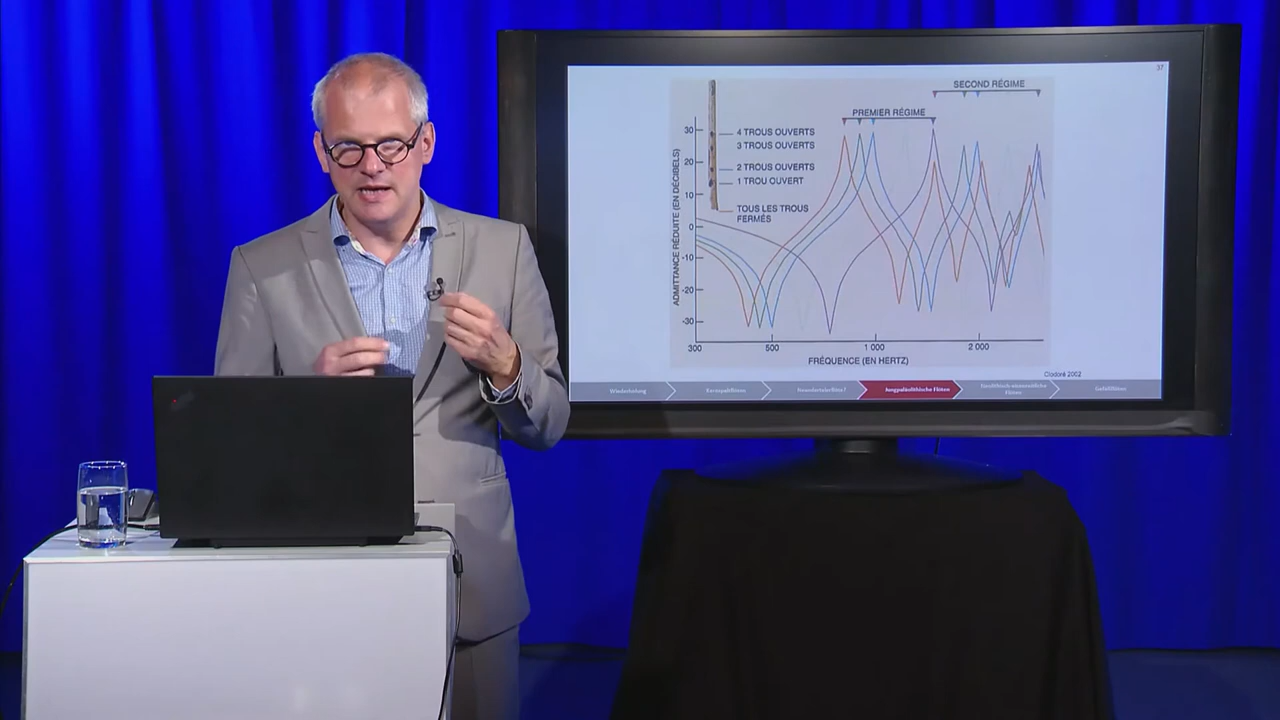 37
SECOND RÉGIME
PREMIER RÉGIME
4 TROUS OUVERTS
3 TROUS OUVERTS
2 TROUS OUVERTS
1 TROU OUVERT
TOUS LES TROUS
FERMÉS
ADMITTANCE RÉDUITE (EN DÉCIBELS)
30
20
10
0
-10
-20
-30
300
500
1 000
2 000
FRÉQUENCE (EN HERTZ)
Clodoré 2002
Wiederholung
Kernspaltflöten
Neandertalerflöte?
Jungpaläolithische Flöten
Flöten
Gefäßflöten